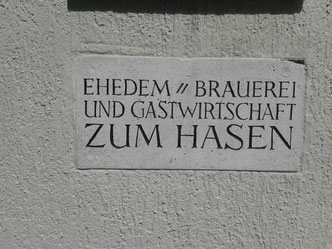 EHEDEM〃BRAUEREI
UND GASTWIRTSCHAFT
ZUM HASEN